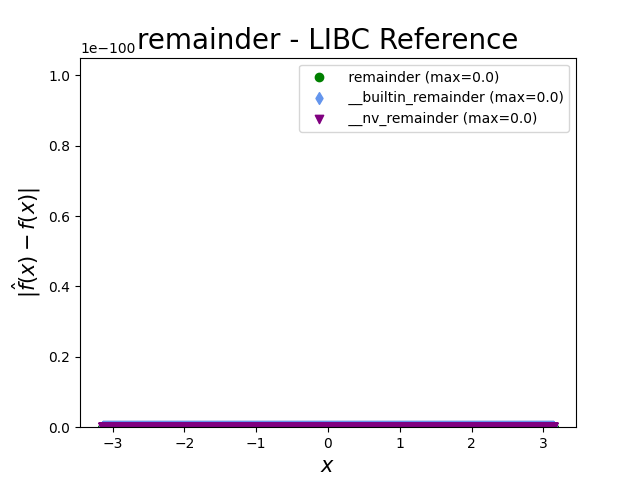 remainder - LIBC Reference
1e−100
1.0
0.8
0.6
0.4
0.2
0.0
|f̂(x) − f(x)|
remainder (max=0.0)
__builtin_remainder (max=0.0)
__nv_remainder (max=0.0)
−3 −2 −1 0 1 2 3
x